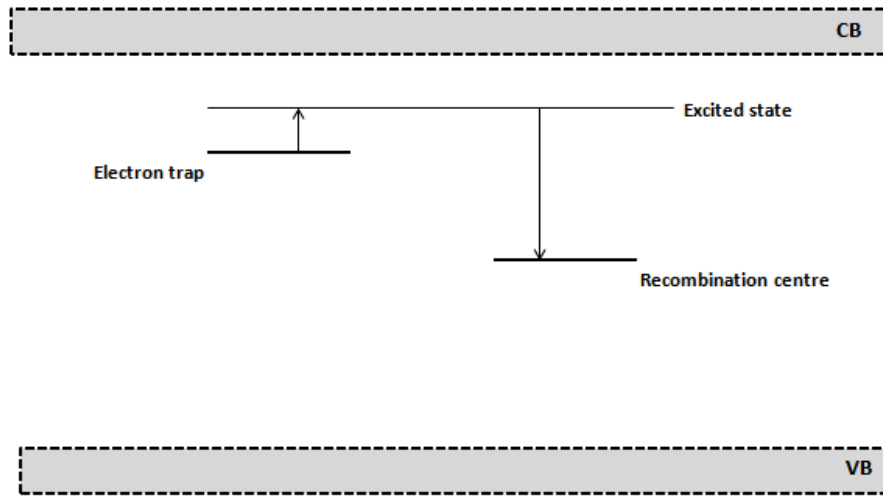 CB
Excited state
Electron trap
Recombination centre
VB